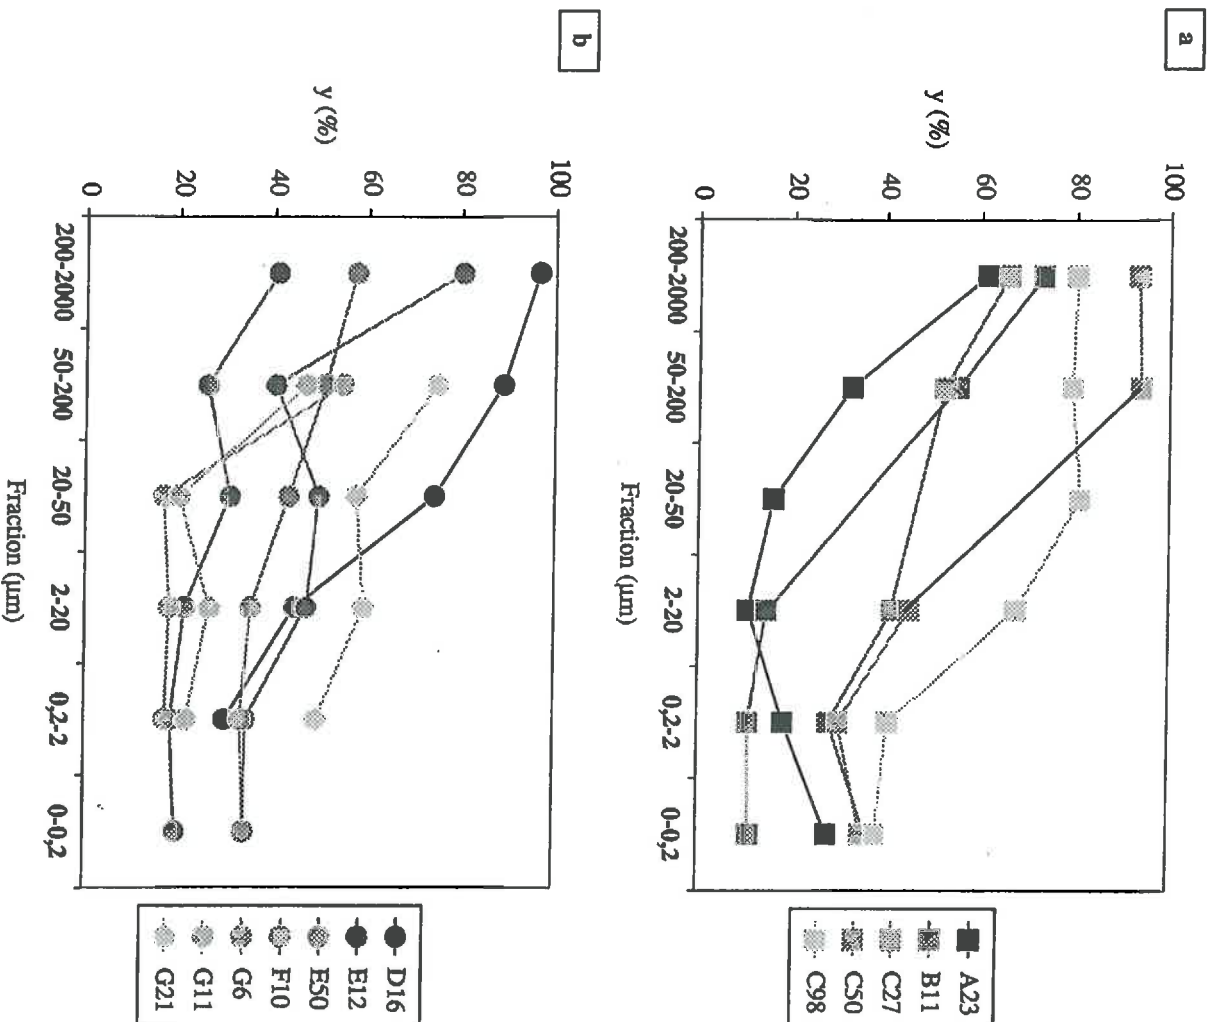 a
y (%)
100
80
60
40
20
0
200-2000 50-200 20-50 2-20 0,2-2 0-0,2
Fraction (µm)
A23
B11
C27
C50
C98
b
y (%)
100
80
60
40
20
0
200-2000 50-200 20-50 2-20 0,2-2 0-0,2
Fraction (µm)
D16
E12
E50
F10
G6
G11
G21